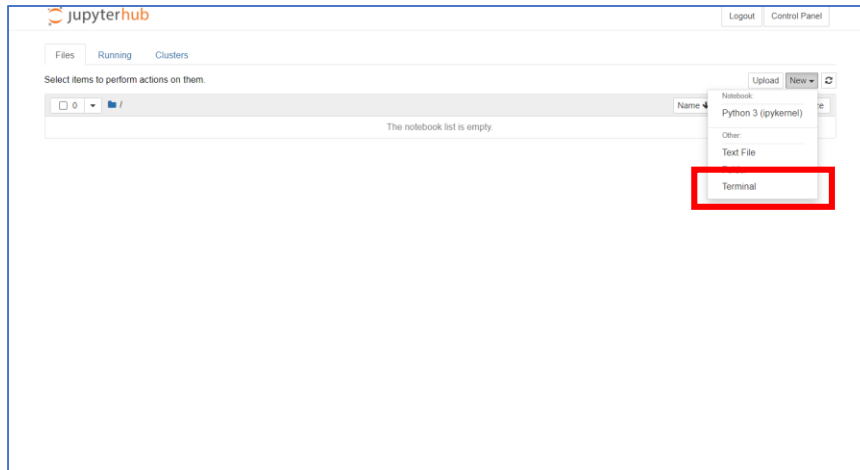 jupyterhub
Logout Control Panel
Files Running Clusters
Select items to perform actions on them.
Upload New
0 /
Name
The notebook list is empty.
Notebook:
Python 3 (ipykernel)
Other:
Text File
Terminal